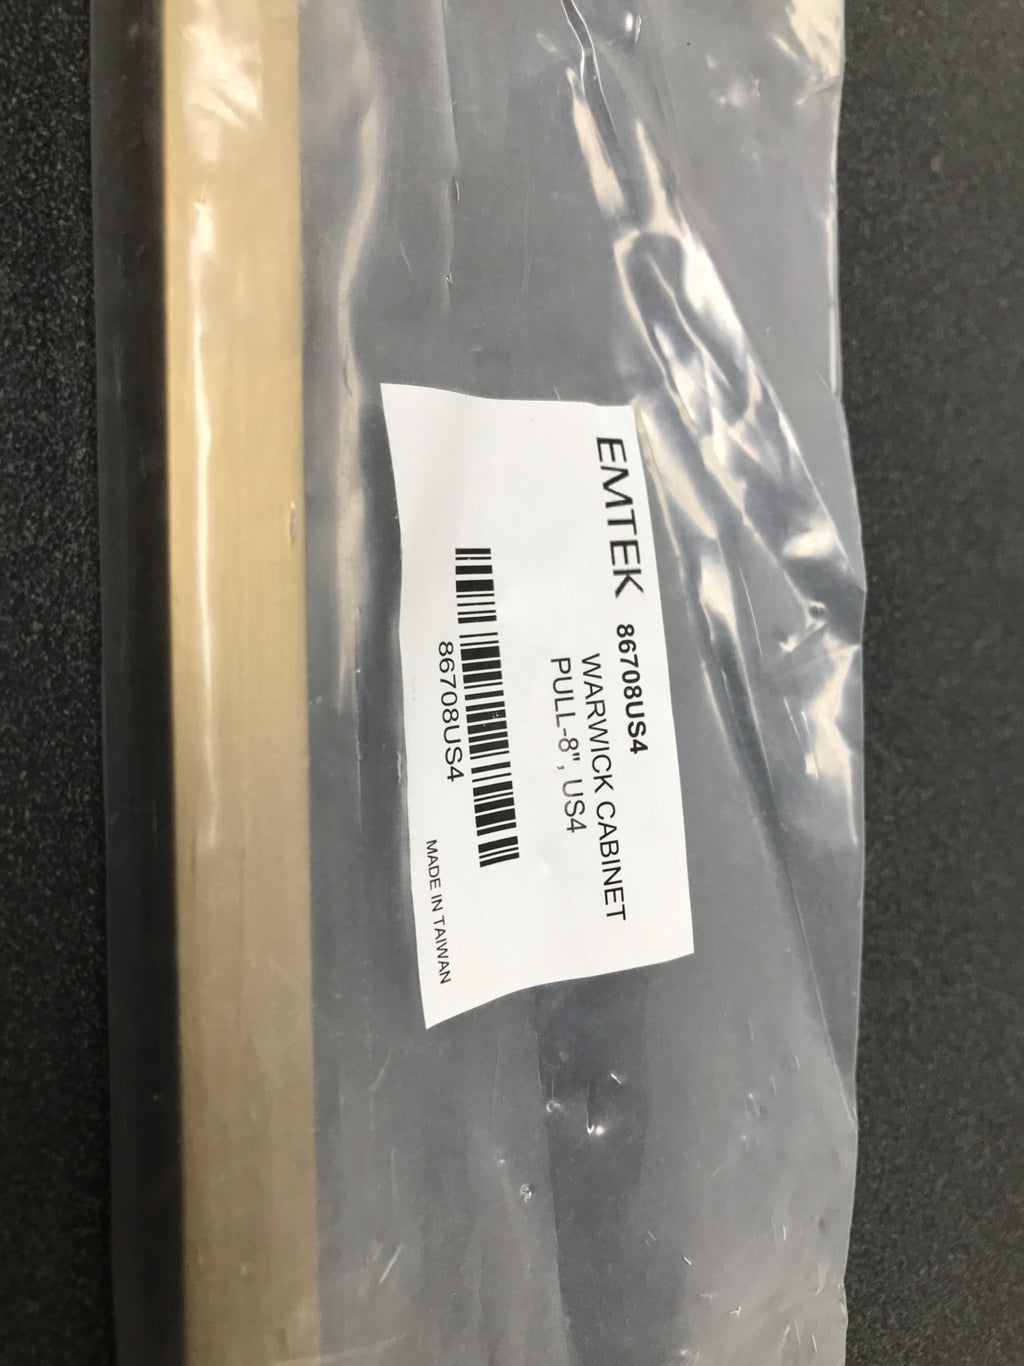 EMTEK 86708US4
WARWICK CABINET
PULL-8", US4
86708US4
MADE IN TAIWAN